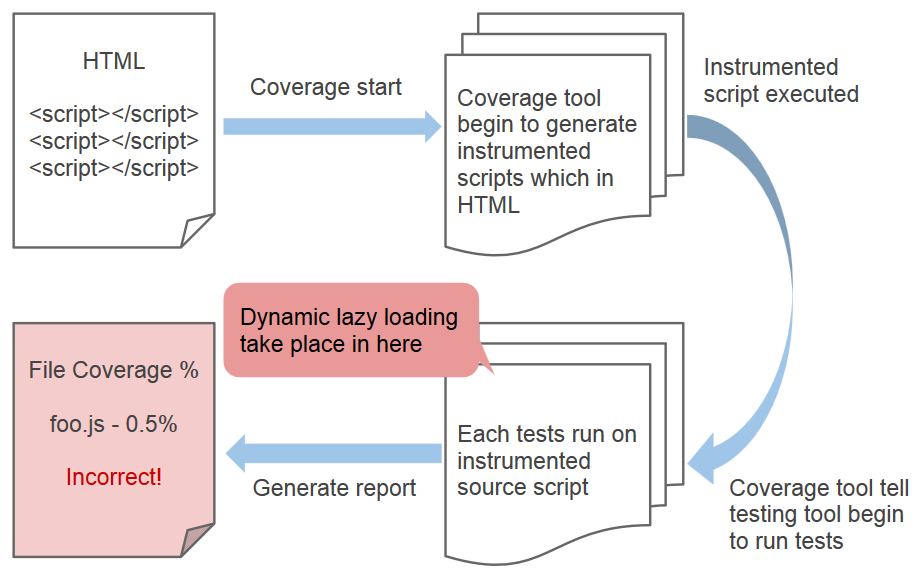 HTML
<script></script>
<script></script>
<script></script>
Coverage start
Coverage tool
begin to generate
instrumented
scripts which in
HTML
Instrumented
script executed
Dynamic lazy loading
take place in here
File Coverage %
foo.js - 0.5%
Incorrect!
Generate report
Each tests run on
instrumented
source script
Coverage tool tell
testing tool begin
to run tests